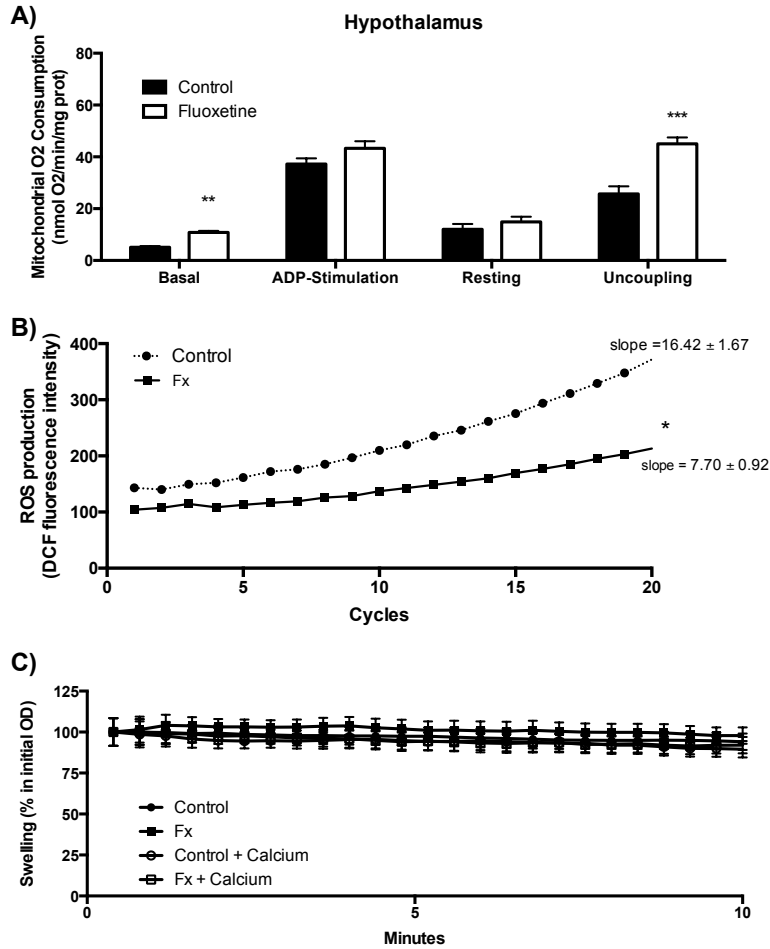 A)
Hypothalamus
Mitochondrial O2 Consumption
(nmol O2/min/mg prot)
80
60
40
20
0
Control
Fluoxetine
**
***
Basal
ADP-Stimulation
Resting
Uncoupling
B)
ROS production
(DCF fluorescence intensity)
400
300
200
100
0
Control
Fx
slope =16.42 ± 1.67
*
slope = 7.70 ± 0.92
0
5
10
15
20
Cycles
C)
Swelling (% in initial OD)
125
100
75
50
25
0
Control
Fx
Control + Calcium
Fx + Calcium
0
5
10
Minutes